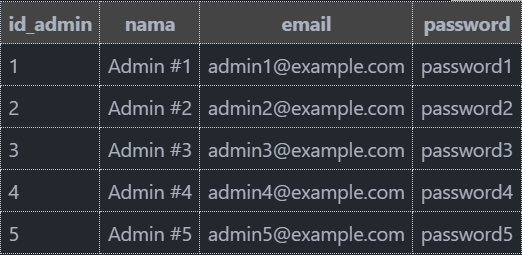 id_admin nama email password
1 Admin #1 admin1@example.com password1
2 Admin #2 admin2@example.com password2
3 Admin #3 admin3@example.com password3
4 Admin #4 admin4@example.com password4
5 Admin #5 admin5@example.com password5